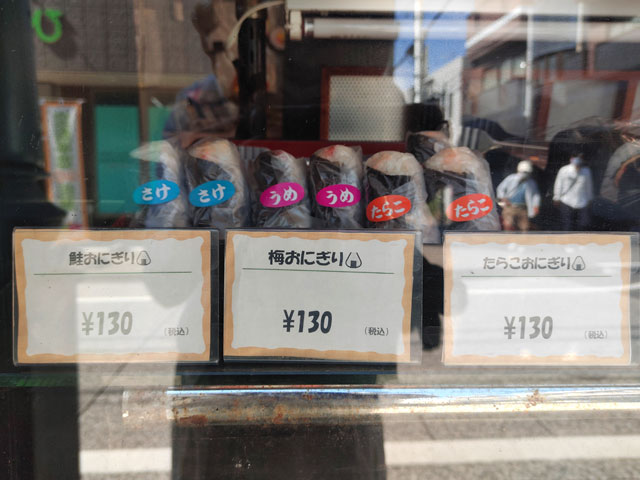 さけ さけ うめ うめ たらこ たらこ
鮭おにぎり
¥130 (税込)
梅おにぎり
¥130 (税込)
たらこおにぎり
¥130 (税込)